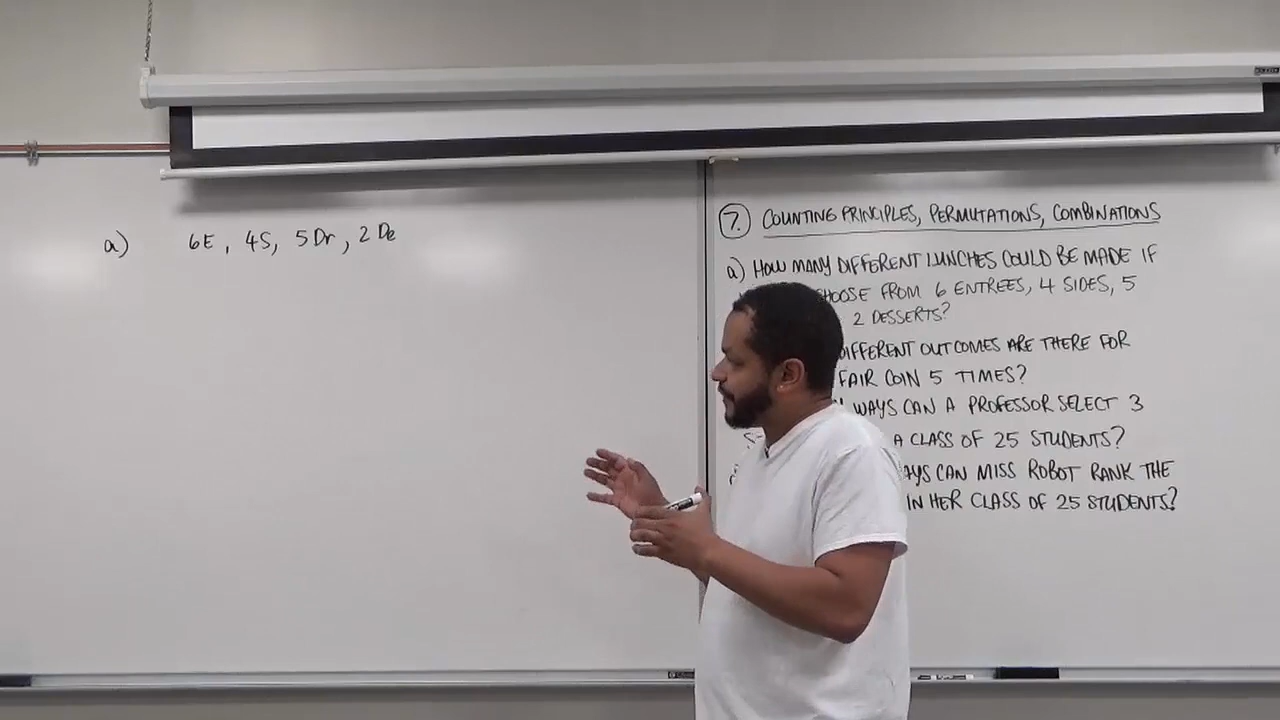 a) 6E, 4S, 5Dr, 2De
7. COUNTING PRINCIPLES, PERMUTATIONS, COMBINATIONS
a) HOW MANY DIFFERENT LUNCHES COULD BE MADE IF
CHOOSE FROM 6 ENTREES, 4 SIDES, 5
2 DESSERTS?
DIFFERENT OUTCOMES ARE THERE FOR
FAIR COIN 5 TIMES?
WAYS CAN A PROFESSOR SELECT 3
A CLASS OF 25 STUDENTS?
WAYS CAN MISS ROBOT RANK THE
IN HER CLASS OF 25 STUDENTS?